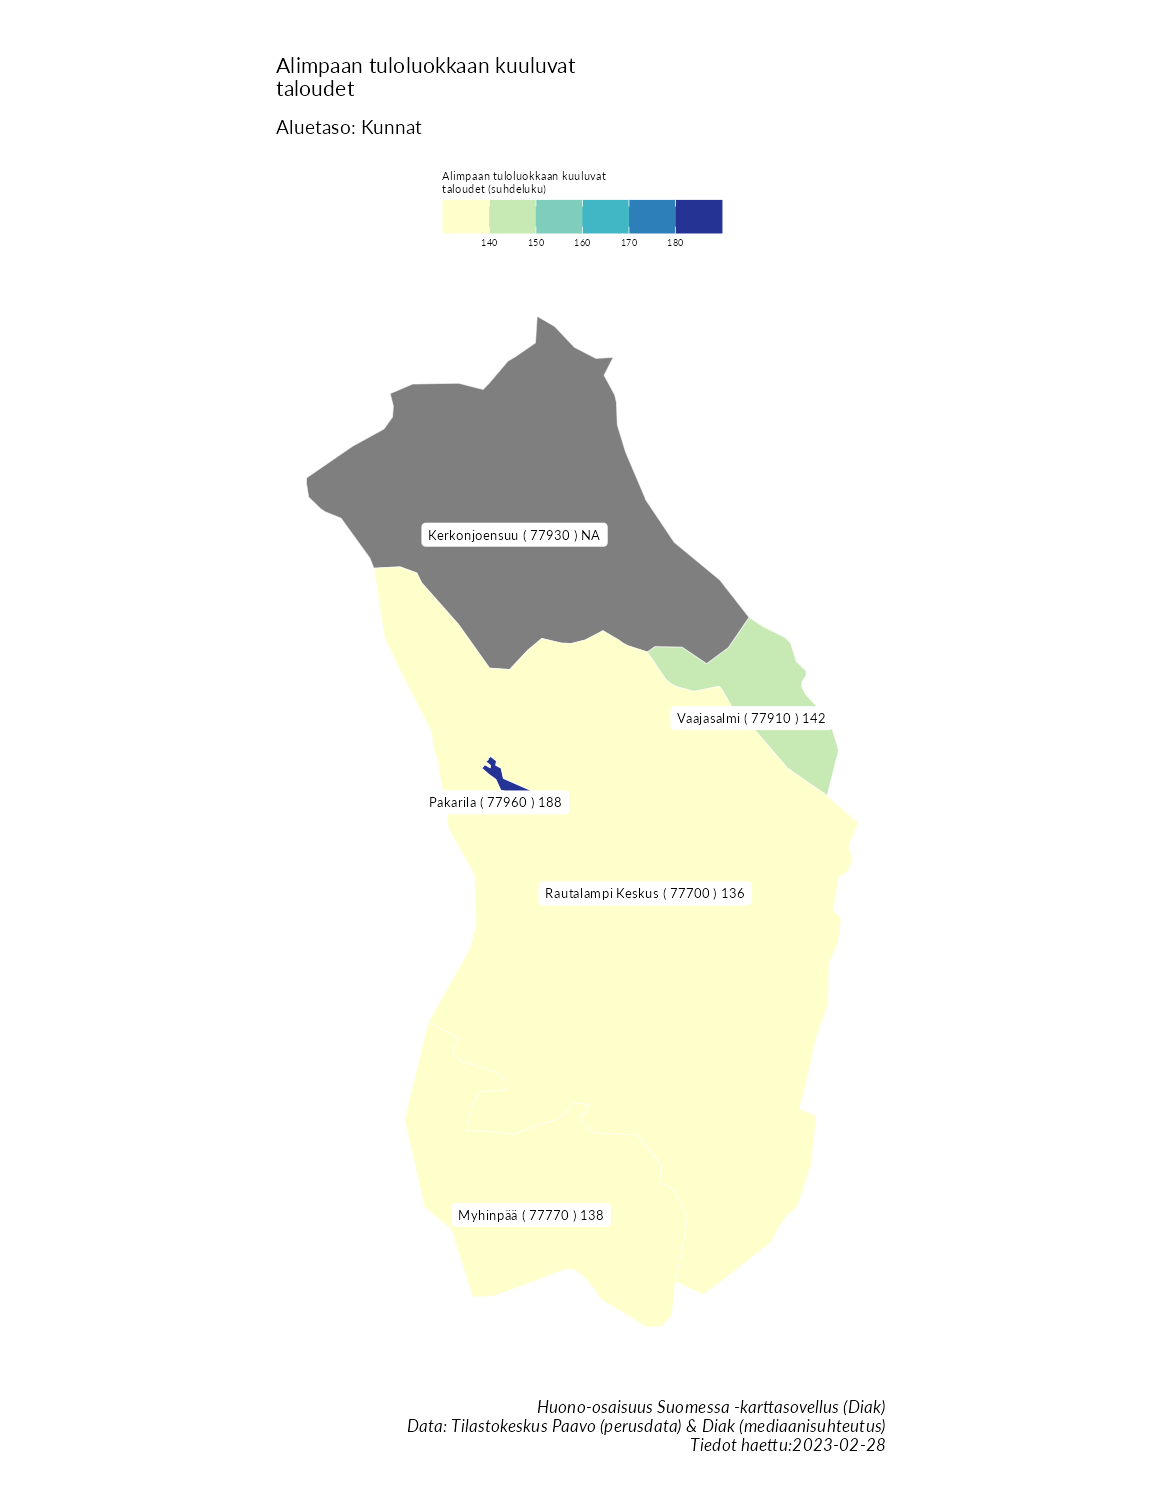 Alimpaan tuloluokkaan kuuluvat
taloudet
Aluetaso: Kunnat
Alimpaan tuloluokkaan kuuluvat
taloudet (suhdeluku)
140 150 160 170 180
Kerkonjoensuu ( 77930 ) NA
Vaajasalmi ( 77910 ) 142
Pakarila ( 77960 ) 188
Rautalampi Keskus ( 77700 ) 136
Myhinpää ( 77770 ) 138
Huono-osaisuus Suomessa -karttasovellus (Diak)
Data: Tilastokeskus Paavo (perusdata) & Diak (mediaanisuhteutus)
Tiedot haettu:2023-02-28